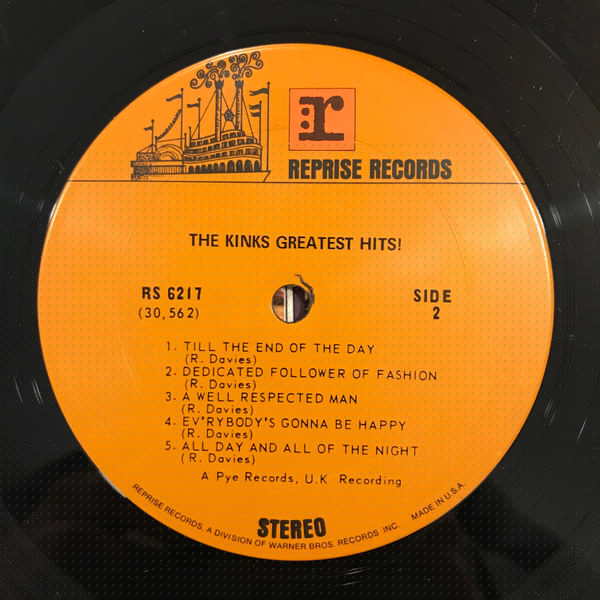 r
REPRISE RECORDS
THE KINKS GREATEST HITS!
RS 6217
(30,562)
SIDE
2
1. TILL THE END OF THE DAY
(R. Davies)
2. DEDICATED FOLLOWER OF FASHION
(R. Davies)
3. A WELL RESPECTED MAN
(R. Davies)
4. EV'RYBODY'S GONNA BE HAPPY
(R. Davies)
5. ALL DAY AND ALL OF THE NIGHT
(R. Davies)
A Pye Records, U.K Recording
STEREO
REPRISE RECORDS, A DIVISION OF WARNER BROS. RECORDS INC. MADE IN U.S.A.